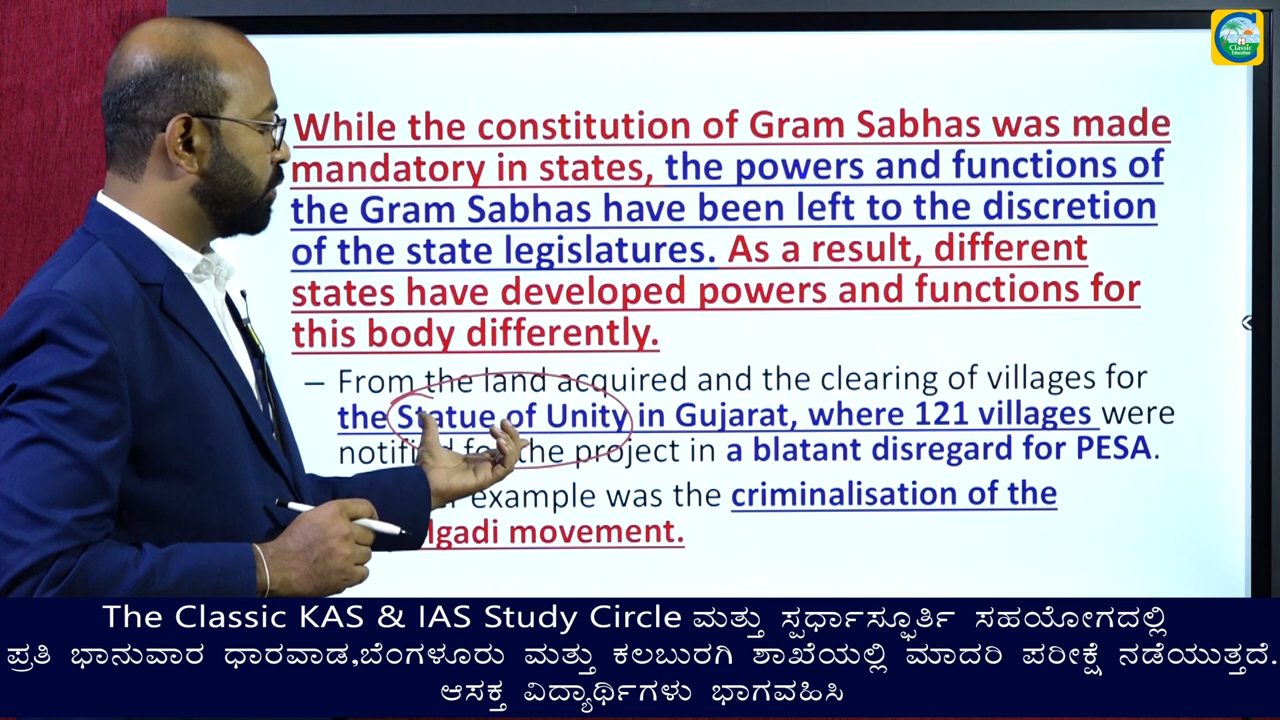 Classic
Education
While the constitution of Gram Sabhas was made
mandatory in states, the powers and functions of
the Gram Sabhas have been left to the discretion
of the state legislatures. As a result, different
states have developed powers and functions for
this body differently.
– From the land acquired and the clearing of villages for
the Statue of Unity in Gujarat, where 121 villages were
notified for the project in a blatant disregard for PESA.
example was the criminalisation of the
lgadi movement.
The Classic KAS & IAS Study Circle ಮತ್ತು ಸ್ಪರ್ಧಾಸ್ಫೂರ್ತಿ ಸಹಯೋಗದಲ್ಲಿ
ಪ್ರತಿ ಭಾನುವಾರ ಧಾರವಾಡ,ಬೆಂಗಳೂರು ಮತ್ತು ಕಲಬುರಗಿ ಶಾಖೆಯಲ್ಲಿ ಮಾದರಿ ಪರೀಕ್ಷೆ ನಡೆಯುತ್ತದೆ.
ಆಸಕ್ತ ವಿದ್ಯಾರ್ಥಿಗಳು ಭಾಗವಹಿಸಿ